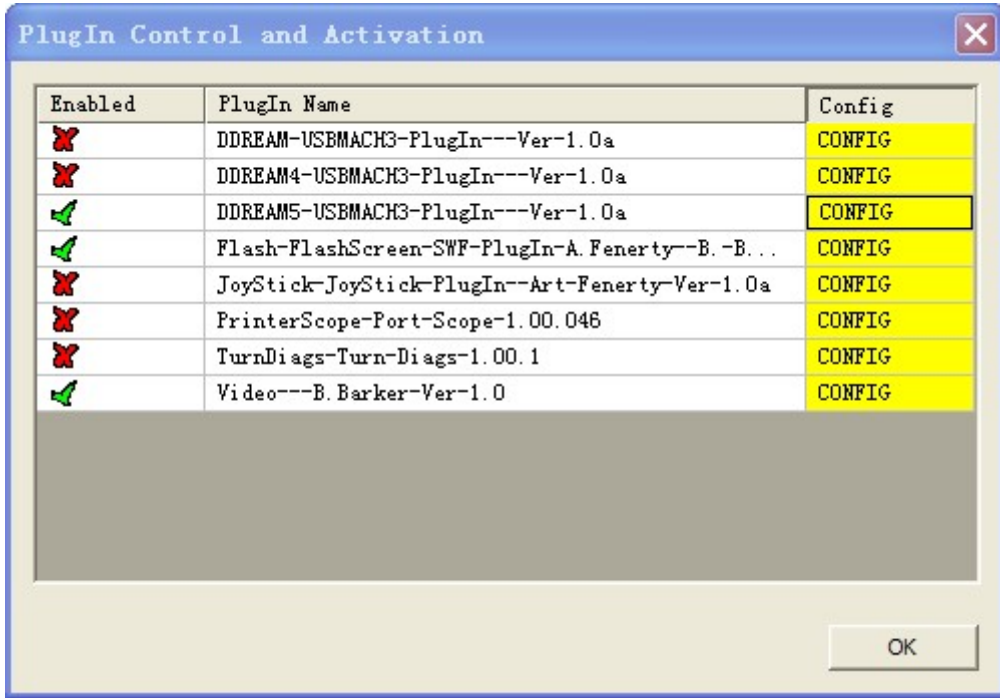 PlugIn Control and Activation
Enabled PlugIn Name Config
DDREAM-USBMACH3-PlugIn---Ver-1.0a CONFIG
DDREAM4-USBMACH3-PlugIn---Ver-1.0a CONFIG
DDREAM5-USBMACH3-PlugIn---Ver-1.0a CONFIG
Flash-FlashScreen-SWF-PlugIn-A.Fenerty--B.-B... CONFIG
JoyStick-JoyStick-PlugIn--Art-Fenerty-Ver-1.0a CONFIG
PrinterScope-Port-Scope-1.00.046 CONFIG
TurnDiags-Turn-Diags-1.00.1 CONFIG
Video---B.Barker-Ver-1.0 CONFIG
OK